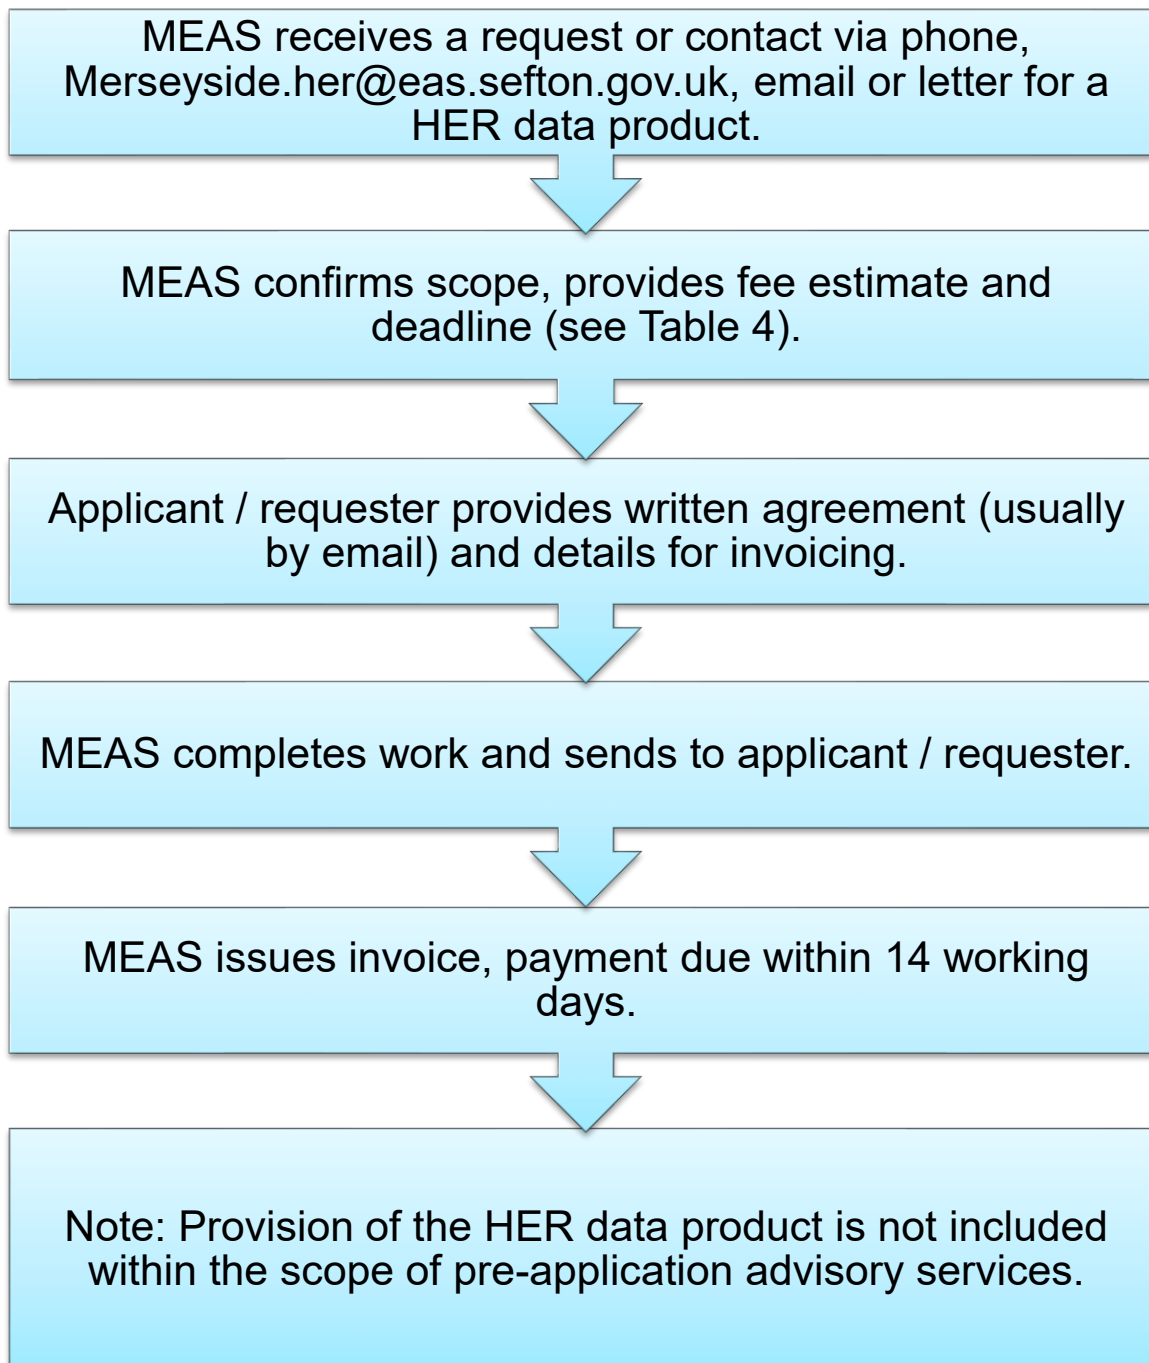 MEAS receives a request or contact via phone,
Merseyside.her@eas.sefton.gov.uk, email or letter for a
HER data product.
MEAS confirms scope, provides fee estimate and
deadline (see Table 4).
Applicant / requester provides written agreement (usually
by email) and details for invoicing.
MEAS completes work and sends to applicant / requester.
MEAS issues invoice, payment due within 14 working
days.
Note: Provision of the HER data product is not included
within the scope of pre-application advisory services.